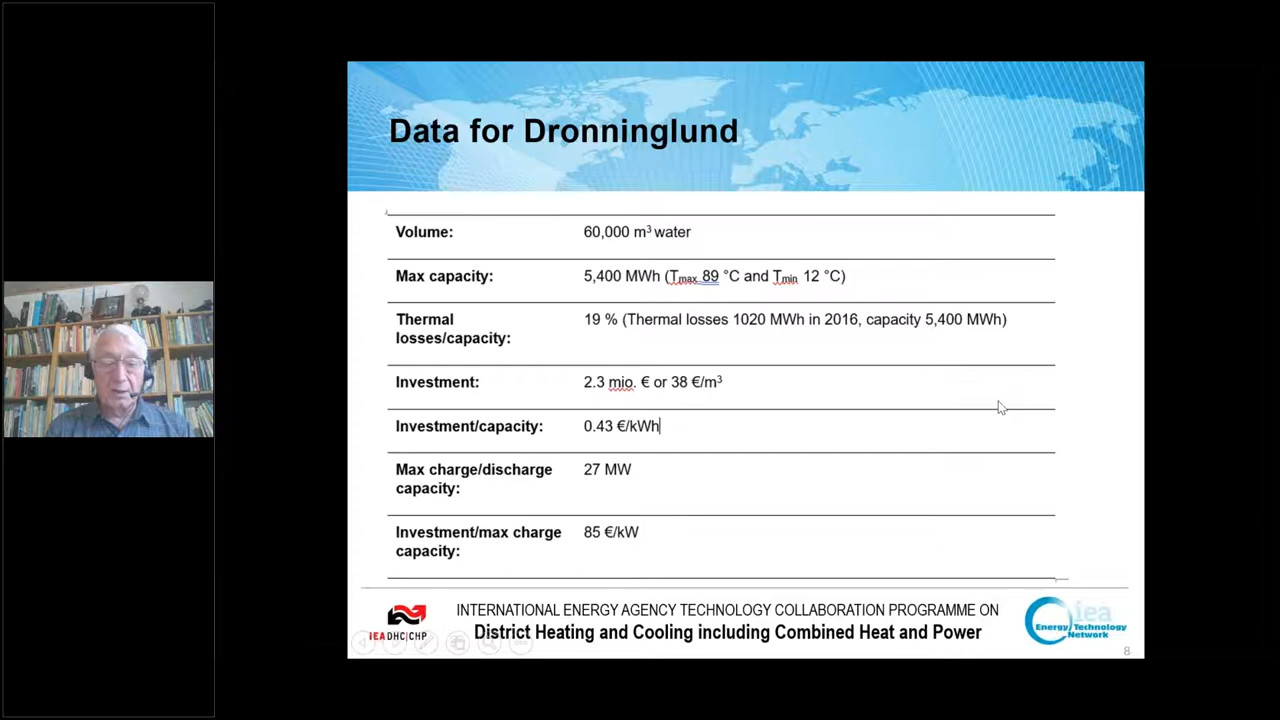 Data for Dronninglund
Volume: 60,000 m³ water
Max capacity: 5,400 MWh (Tmax 89 °C and Tmin 12 °C)
Thermal losses/capacity: 19 % (Thermal losses 1020 MWh in 2016, capacity 5,400 MWh)
Investment: 2.3 mio. € or 38 €/m³
Investment/capacity: 0.43 €/kWh
Max charge/discharge capacity: 27 MW
Investment/max charge capacity: 85 €/kW
IEA DHC|CHP
INTERNATIONAL ENERGY AGENCY TECHNOLOGY COLLABORATION PROGRAMME ON
District Heating and Cooling including Combined Heat and Power
iea
Energy Technology
Network
8